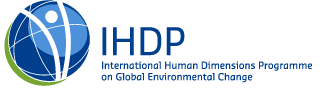 IHDP
International Human Dimensions Programme
on Global Environmental Change